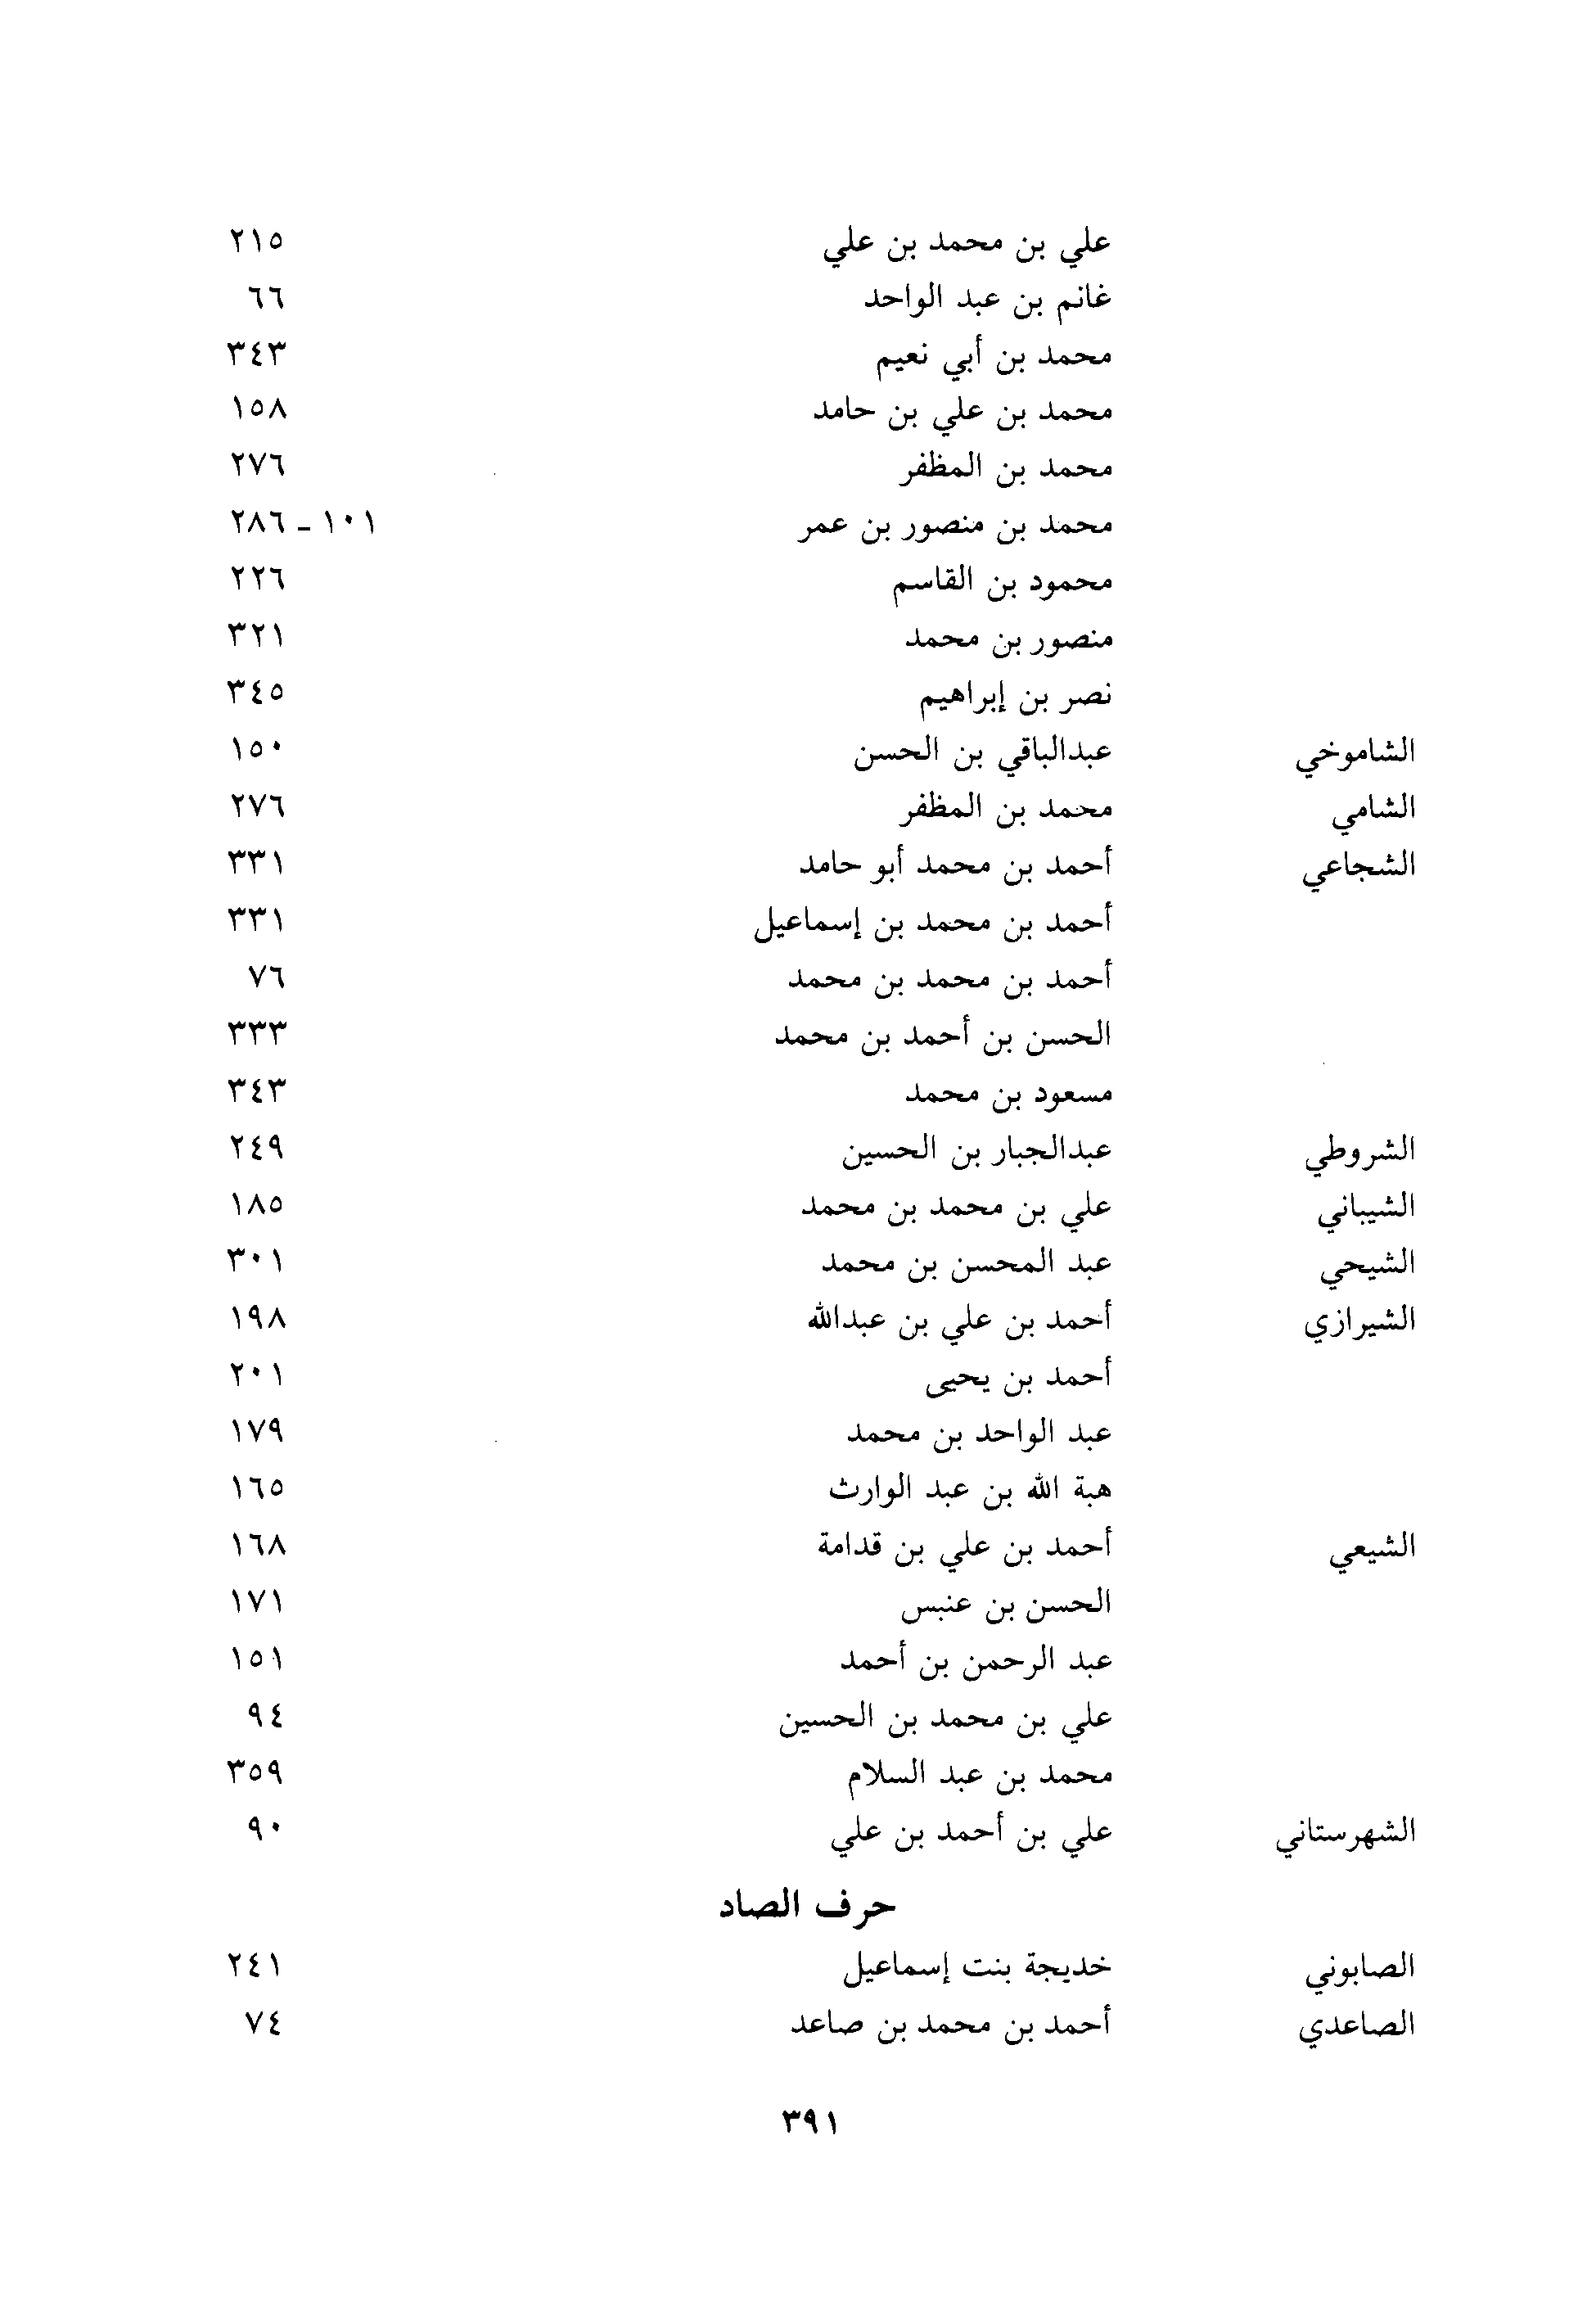 علي بن محمد بن علي ٢١٥
غانم بن عبد الواحد ٦٦
محمد بن أبي نعيم ٣٤٣
محمد بن علي بن حامد ١٥٨
محمد بن المظفر ٢٧٦
محمد بن منصور بن عمر ١٠١ - ٢٨٦
محمود بن القاسم ٢٢٦
منصور بن محمد ٣٢١
نصر بن إبراهيم ٣٤٥
الشاموخي عبدالباقي بن الحسن ١٥٠
الشامي محمد بن المظفر ٢٧٦
الشجاعي أحمد بن محمد أبو حامد ٣٣١
أحمد بن محمد بن إسماعيل ٣٣١
أحمد بن محمد بن محمد ٧٦
الحسن بن أحمد بن محمد ٣٣٣
مسعود بن محمد ٣٤٣
الشروطي عبدالجبار بن الحسين ٢٤٩
الشيباني علي بن محمد بن محمد ١٨٥
الشيحي عبد المحسن بن محمد ٣٠١
الشيرازي أحمد بن علي بن عبدالله ١٩٨
أحمد بن يحيى ٢٠١
عبد الواحد بن محمد ١٧٩
هبة الله بن عبد الوارث ١٦٥
الشيعي أحمد بن علي بن قدامة ١٦٨
الحسن بن عنبس ١٧١
عبد الرحمن بن أحمد ١٥١
علي بن محمد بن الحسين ٩٤
محمد بن عبد السلام ٣٥٩
الشهرستاني علي بن أحمد بن علي ٩٠
حرف الصاد
الصابوني خديجة بنت إسماعيل ٢٤١
الصاعدي أحمد بن محمد بن صاعد ٧٤
٣٩١